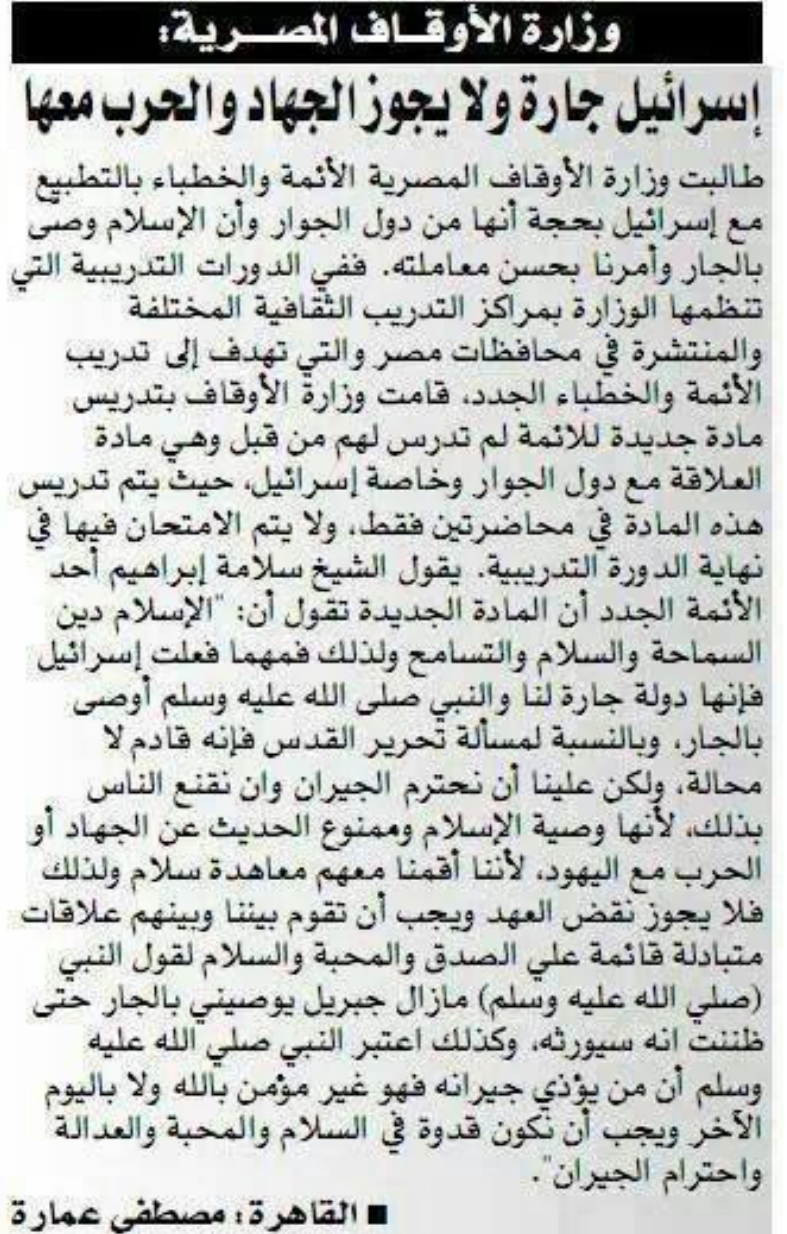 وزارة الأوقاف المصرية:
إسرائيل جارة ولا يجوز الجهاد والحرب معها
طالبت وزارة الأوقاف المصرية الأئمة والخطباء بالتطبيع
مع إسرائيل بحجة أنها من دول الجوار وأن الإسلام وصّى
بالجار وأمرنا بحسن معاملته. ففي الدورات التدريبية التي
تنظمها الوزارة بمراكز التدريب الثقافية المختلفة
والمنتشرة في محافظات مصر والتي تهدف إلى تدريب
الأئمة والخطباء الجدد، قامت وزارة الأوقاف بتدريس
مادة جديدة للائمة لم تدرس لهم من قبل وهي مادة
العلاقة مع دول الجوار وخاصة إسرائيل، حيث يتم تدريس
هذه المادة في محاضرتين فقط، ولا يتم الامتحان فيها في
نهاية الدورة التدريبية. يقول الشيخ سلامة إبراهيم أحد
الأئمة الجدد أن المادة الجديدة تقول أن: "الإسلام دين
السماحة والسلام والتسامح ولذلك فمهما فعلت إسرائيل
فإنها دولة جارة لنا والنبي صلى الله عليه وسلم أوصى
بالجار، وبالنسبة لمسألة تحرير القدس فإنه قادم لا
محالة، ولكن علينا أن نحترم الجيران وان نقنع الناس
بذلك، لأنها وصية الإسلام وممنوع الحديث عن الجهاد أو
الحرب مع اليهود، لأننا أقمنا معهم معاهدة سلام ولذلك
فلا يجوز نقض العهد ويجب أن تقوم بيننا وبينهم علاقات
متبادلة قائمة علي الصدق والمحبة والسلام لقول النبي
(صلي الله عليه وسلم) مازال جبريل يوصيني بالجار حتى
ظننت انه سيورثه، وكذلك اعتبر النبي صلي الله عليه
وسلم أن من يؤذي جيرانه فهو غير مؤمن بالله ولا باليوم
الآخر ويجب أن نكون قدوة في السلام والمحبة والعدالة
واحترام الجيران".
■ القاهرة: مصطفي عمارة